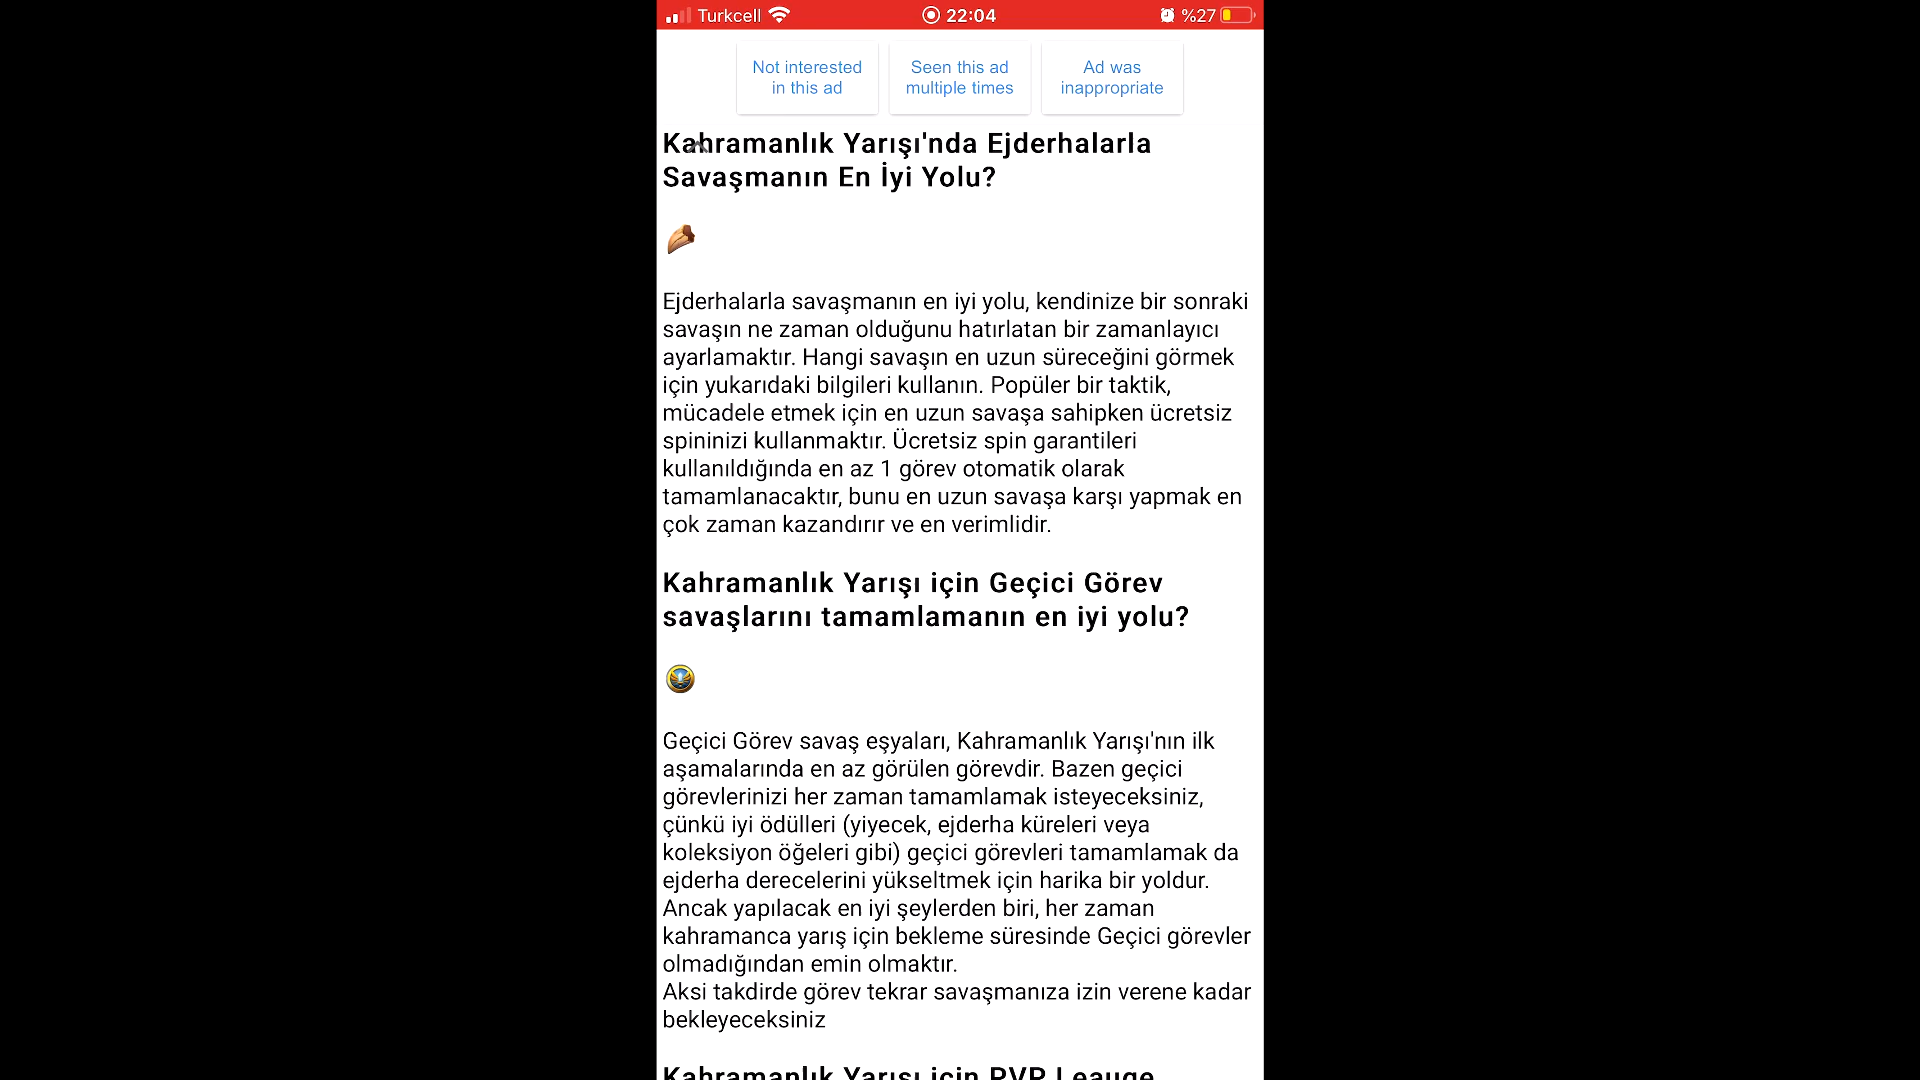 Turkcell 22:04 %27
Not interested in this ad
Seen this ad multiple times
Ad was inappropriate
Kahramanlık Yarışı'nda Ejderhalarla
Savaşmanın En İyi Yolu?
Ejderhalarla savaşmanın en iyi yolu, kendinize bir sonraki
savaşın ne zaman olduğunu hatırlatan bir zamanlayıcı
ayarlamaktır. Hangi savaşın en uzun süreceğini görmek
için yukarıdaki bilgileri kullanın. Popüler bir taktik,
mücadele etmek için en uzun savaşa sahipken ücretsiz
spininizi kullanmaktır. Ücretsiz spin garantileri
kullanıldığında en az 1 görev otomatik olarak
tamamlanacaktır, bunu en uzun savaşa karşı yapmak en
çok zaman kazandırır ve en verimlidir.
Kahramanlık Yarışı için Geçici Görev
savaşlarını tamamlamanın en iyi yolu?
Geçici Görev savaş eşyaları, Kahramanlık Yarışı'nın ilk
aşamalarında en az görülen görevdir. Bazen geçici
görevlerinizi her zaman tamamlamak isteyeceksiniz,
çünkü iyi ödülleri (yiyecek, ejderha küreleri veya
koleksiyon öğeleri gibi) geçici görevleri tamamlamak da
ejderha derecelerini yükseltmek için harika bir yoldur.
Ancak yapılacak en iyi şeylerden biri, her zaman
kahramanca yarış için bekleme süresinde Geçici görevler
olmadığından emin olmaktır.
Aksi takdirde görev tekrar savaşmanıza izin verene kadar
bekleyeceksiniz
Kahramanlık Yarışı için PVP Leauge